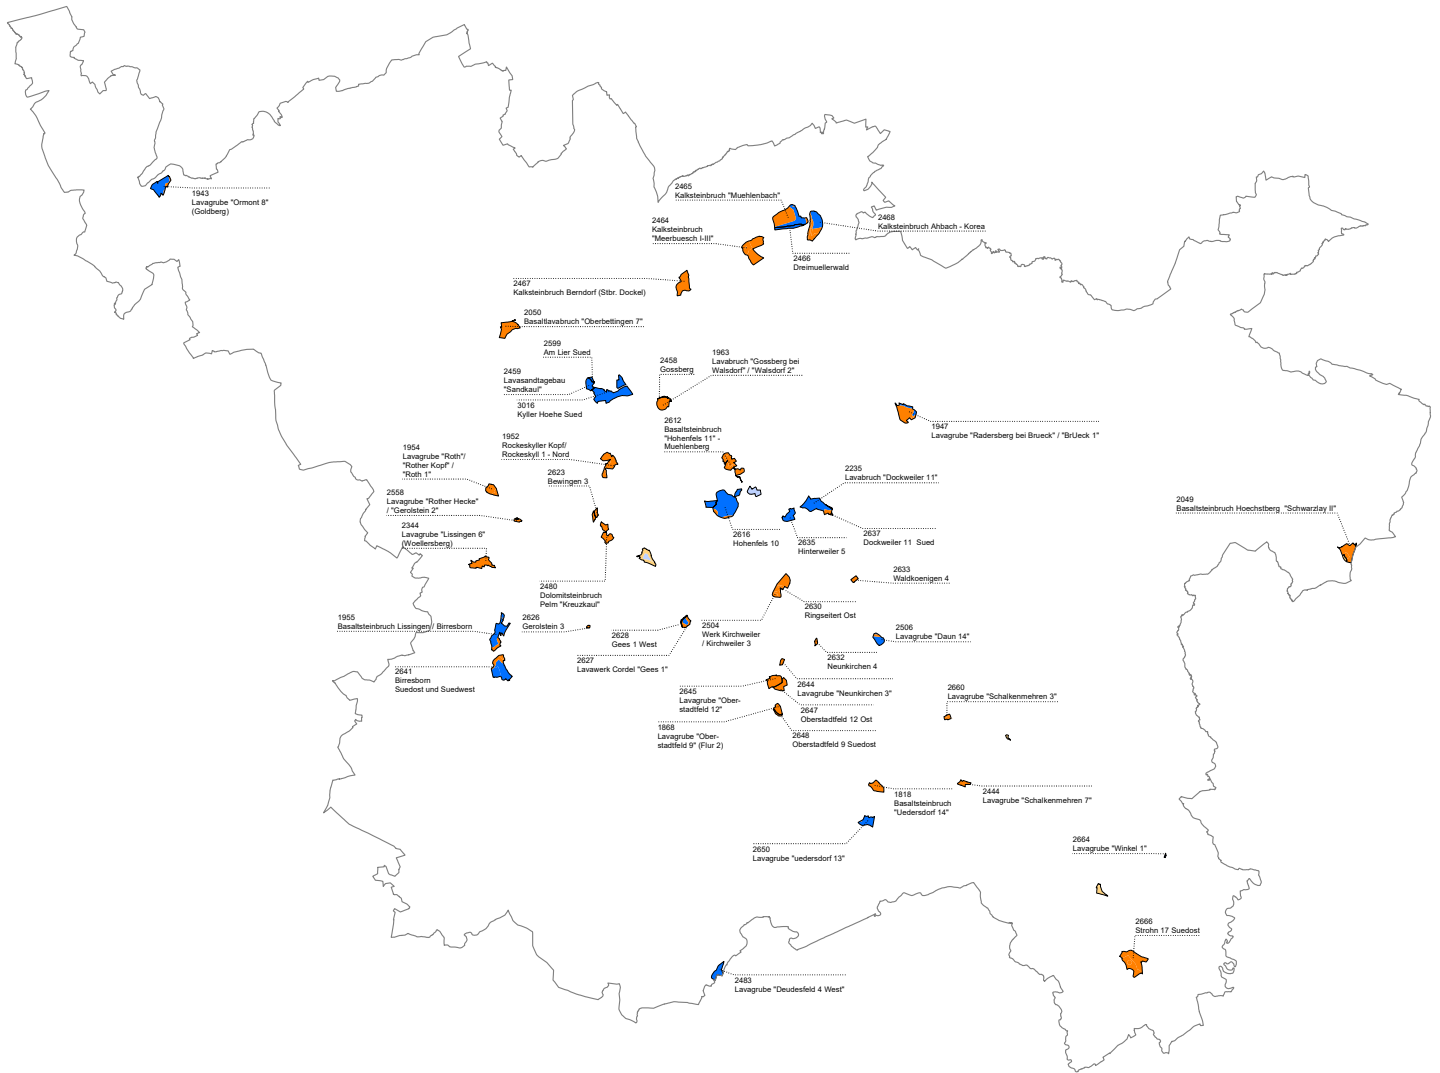 1943
Lavagrube "Ormont 8"
(Goldberg)
2465
Kalksteinbruch "Muehlenbach"
2464
Kalksteinbruch
"Meerbuesch I-III"
2468
Kalksteinbruch Ahbach - Korea
2466
Dreimuellerwald
2467
Kalksteinbruch Berndorf (Stbr. Dockel)
2050
Basaltlavabruch "Oberbettingen 7"
2599
Am Lier Sued
2459
Lavasandtagebau
"Sandkaul"
3016
Kyller Hoehe Sued
2458
Gossberg
1963
Lavabruch "Gossberg bei
Walsdorf" / "Walsdorf 2"
2612
Basaltsteinbruch
"Hohenfels 11" -
Muehlenberg
1947
Lavagrube "Radersberg bei Brueck" / "BrUeck 1"
1952
Rockeskyller Kopf/
Rockeskyll 1 - Nord
1954
Lavagrube "Roth"/
"Rother Kopf" /
"Roth 1"
2623
Bewingen 3
2558
Lavagrube "Rother Hecke"
/ "Gerolstein 2"
2344
Lavagrube "Lissingen 6"
(Woellersberg)
2235
Lavabruch "Dockweiler 11"
2049
Basaltsteinbruch Hoechstberg "Schwarzlay II"
2616
Hohenfels 10
2635
Hinterweiler 5
2637
Dockweiler 11 Sued
2480
Dolomitsteinbruch
Pelm "Kreuzkaul"
2633
Waldkoenigen 4
2630
Ringseitert Ost
1955
Basaltsteinbruch Lissingen / Birresborn
2626
Gerolstein 3
2628
Gees 1 West
2504
Werk Kirchweiler
/ Kirchweiler 3
2506
Lavagrube "Daun 14"
2627
Lavawerk Cordel "Gees 1"
2632
Neunkirchen 4
2641
Birresborn
Suedost und Suedwest
2645
Lavagrube "Ober-
stadtfeld 12"
2644
Lavagrube "Neunkirchen 3"
2660
Lavagrube "Schalkenmehren 3"
2647
Oberstadtfeld 12 Ost
1868
Lavagrube "Ober-
stadtfeld 9" (Flur 2)
2648
Oberstadtfeld 9 Suedost
1818
Basaltsteinbruch
"Uedersdorf 14"
2444
Lavagrube "Schalkenmehren 7"
2650
Lavagrube "uedersdorf 13"
2664
Lavagrube "Winkel 1"
2666
Strohn 17 Suedost
2483
Lavagrube "Deudesfeld 4 West"